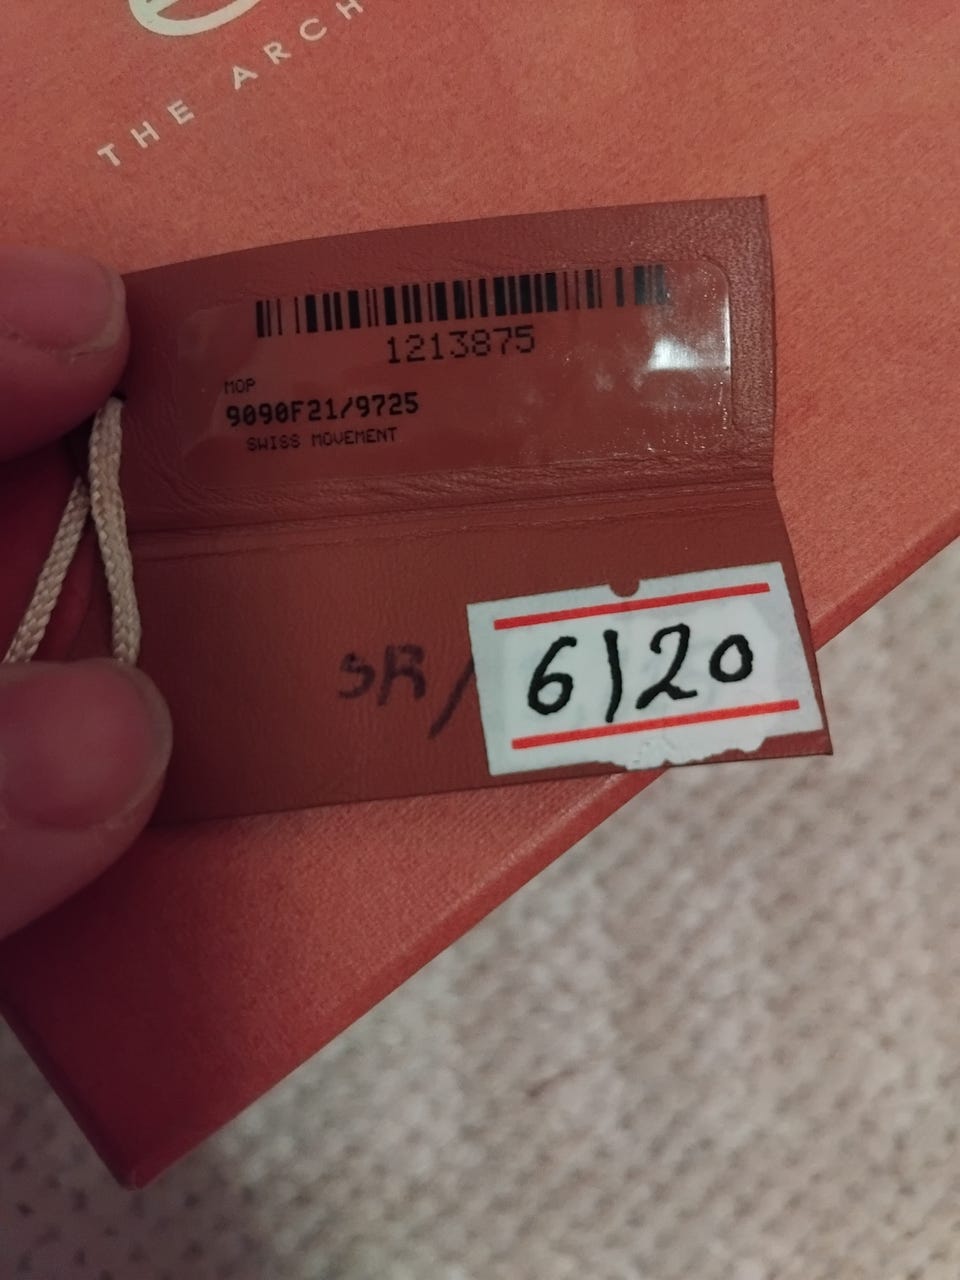 THE ARCH
1213875
MOP
9090F21/9725
SWISS MOVEMENT
SR/ 6120